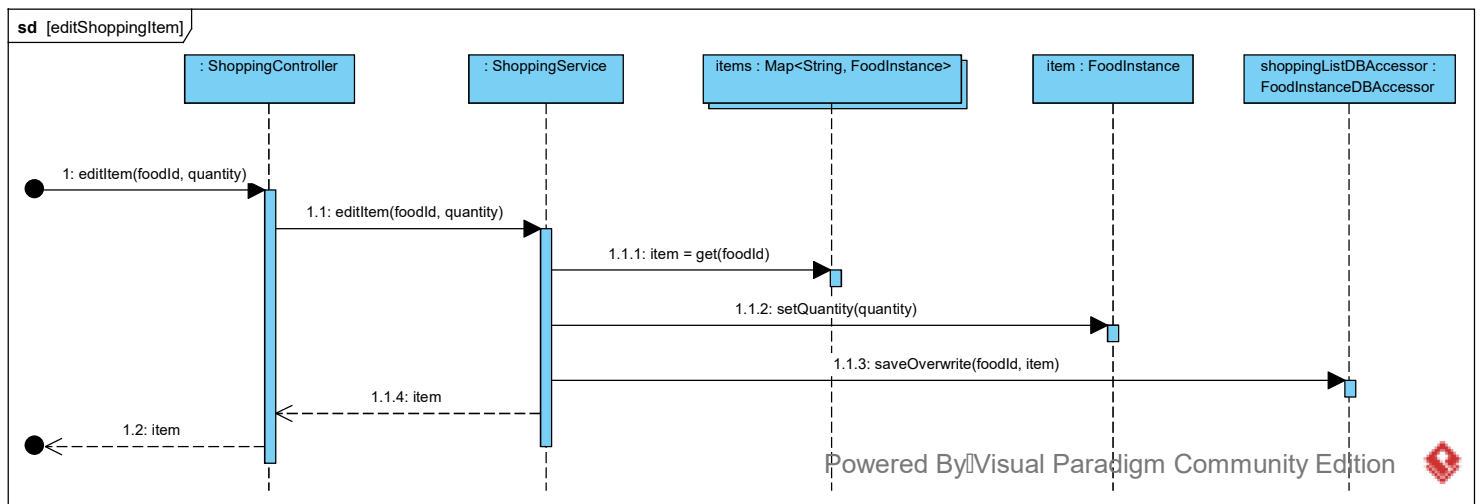 sd [editShoppingItem]
: ShoppingController
: ShoppingService
items : Map<String, FoodInstance>
item : FoodInstance
shoppingListDBAccessor :
FoodInstanceDBAccessor
1: editItem(foodId, quantity)
1.1: editItem(foodId, quantity)
1.1.1: item = get(foodId)
1.1.2: setQuantity(quantity)
1.1.3: saveOverwrite(foodId, item)
1.1.4: item
1.2: item
Powered By▯Visual Paradigm Community Edition